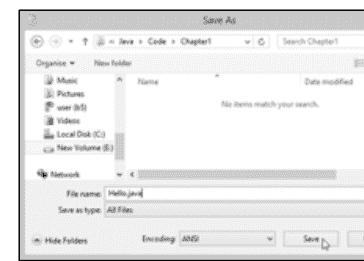 Save As
« Java › Code › Chapter1
Search Chapter1
Organise
New folder
Music
Name
Date modified
Pictures
No items match your search.
Videos
Local Disk (C:)
New Volume (E:)
Network
File name: Hello.java
Save as type: All Files
Hide Folders
Encoding: ANSI
Save